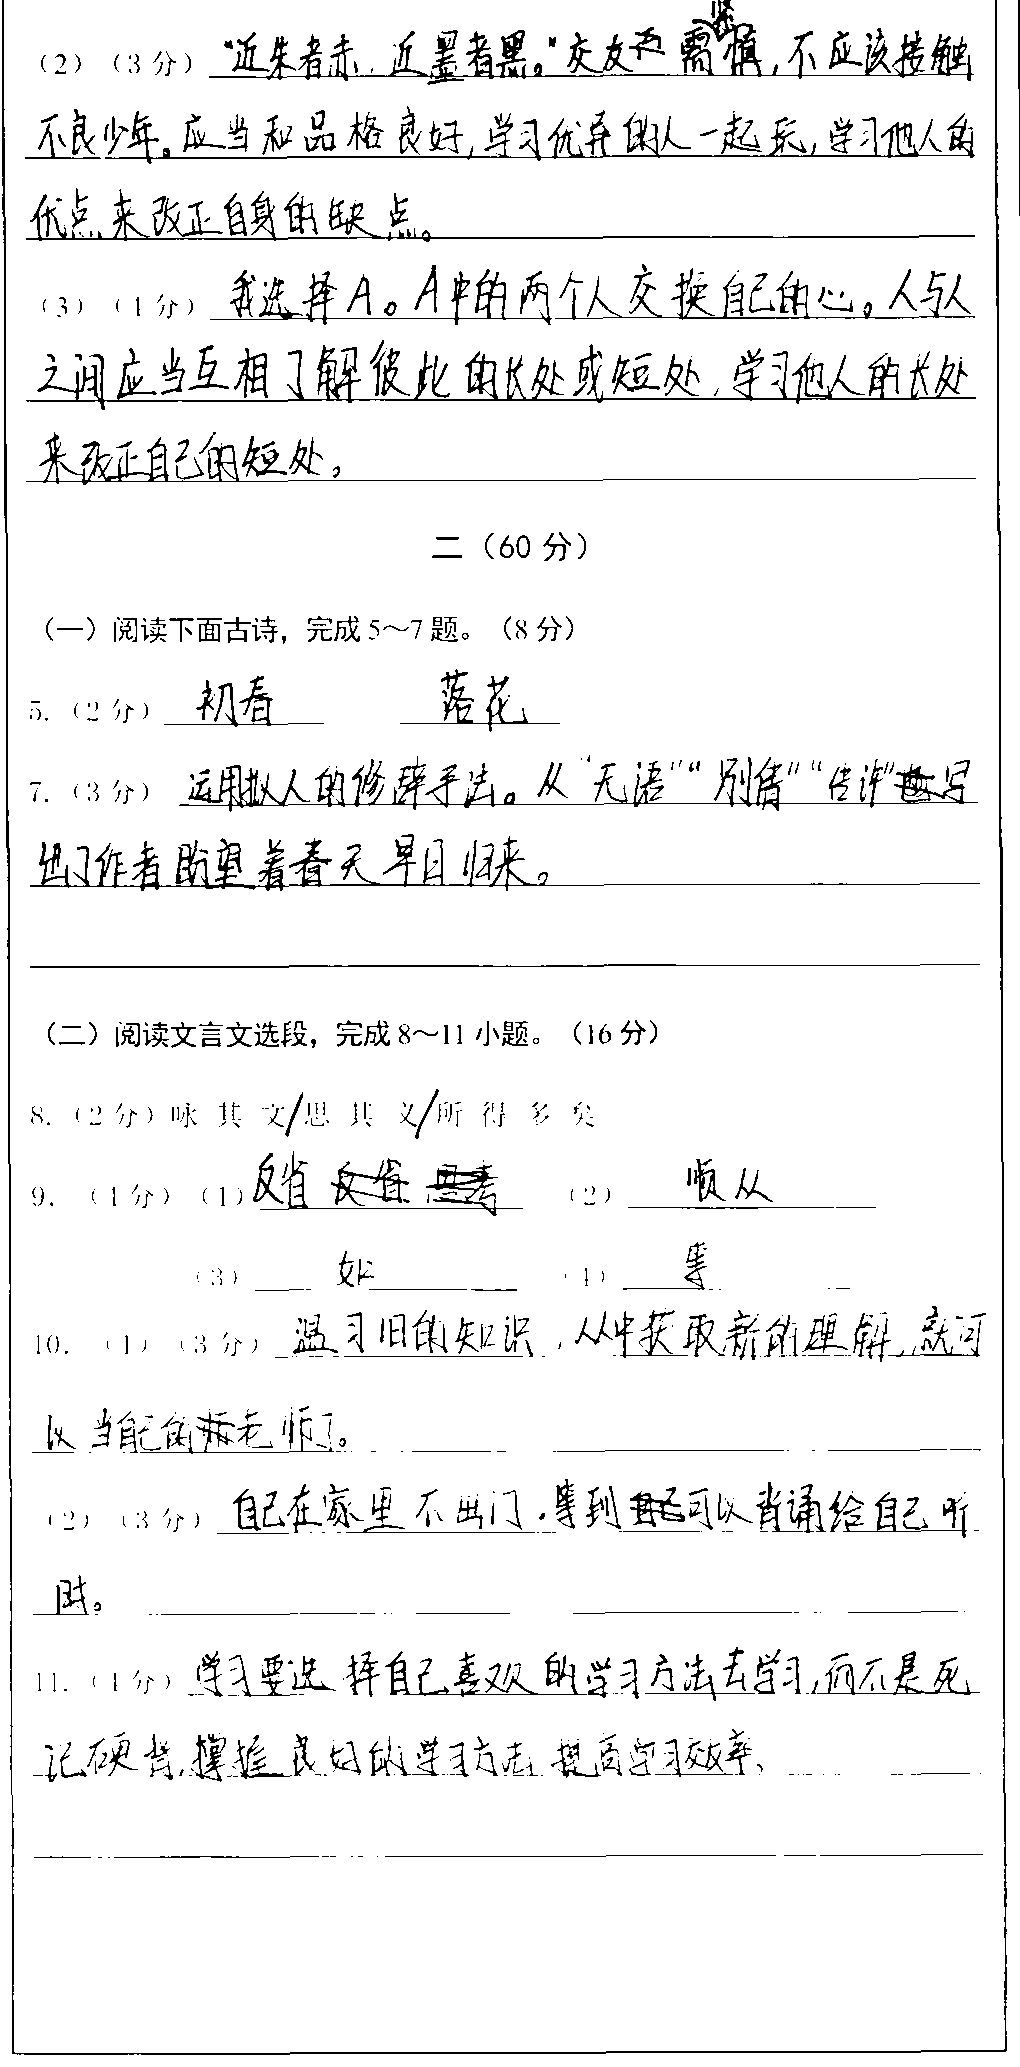 （2）（3分）“近朱者赤，近墨者黑。”交友需慎，不应该接触
不良少年。应当和品格良好，学习优异的人一起玩，学习他人的
优点来改正自身的缺点。
（3）（4分）我选择A。A中的两个人交换自己的心。人与人
之间应当互相了解彼此的长处或短处，学习他人的长处
来改正自己的短处。
二（60分）
（一）阅读下面古诗，完成5～7题。（8分）
5.（2分） 初春 落花
7.（3分）运用拟人的修辞手法。从“无语”“别情”“告诉”写
出了作者盼望着春天早日归来。
（二）阅读文言文选段，完成8～11小题。（16分）
8.（2分）咏 其 文/思 其 义/所 得 多 矣
9.（4分）（1）反省 （2）顺从
（3）如 （4）等
10.（1）（3分）温习旧的知识，从中获取新的理解，就可
以当自己的老师了。
（2）（3分）自己在家里不出门，等到可以背诵给自己听
时。
11.（4分）学习要选择自己喜欢的学习方法去学习，而不是死
记硬背，撑握良好的学习方法 提高学习效率、